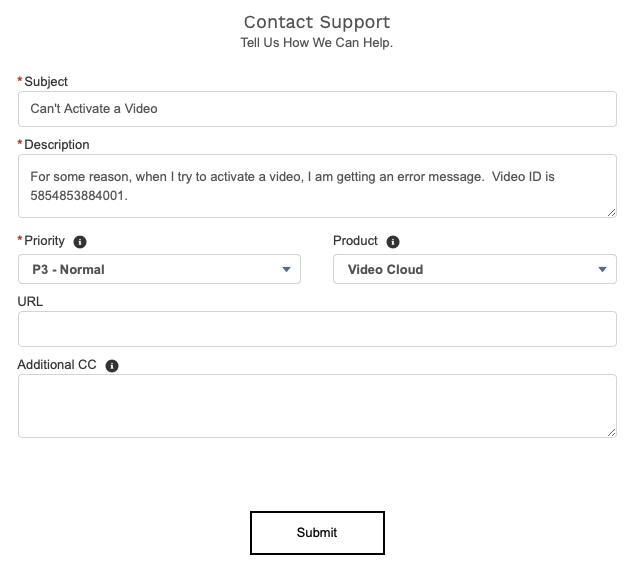 Contact Support
Tell Us How We Can Help.
* Subject
Can't Activate a Video
* Description
For some reason, when I try to activate a video, I am getting an error message.  Video ID is
5854853884001.
* Priority
Product
P3 - Normal
Video Cloud
URL
Additional CC
Submit